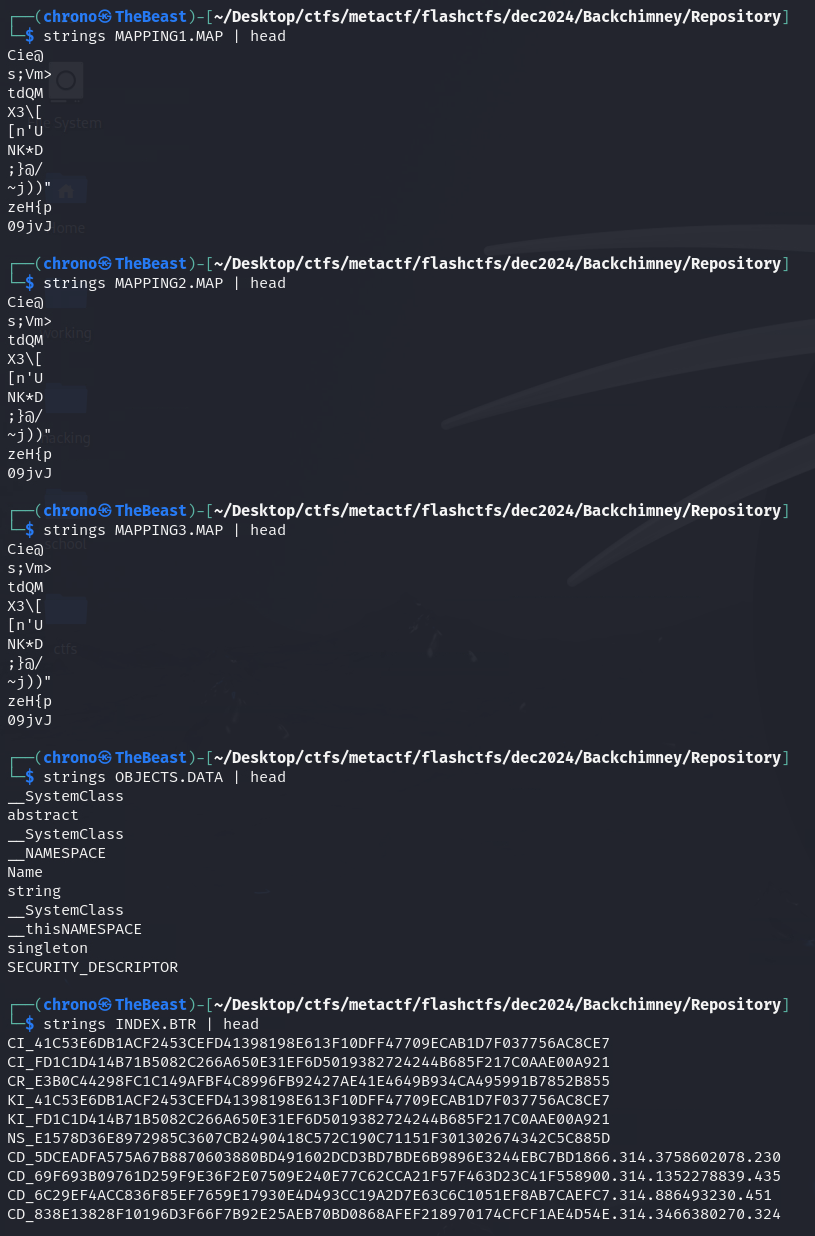 ┌──(chrono㉿TheBeast)-[~/Desktop/ctfs/metactf/flashctfs/dec2024/Backchimney/Repository]
└─$ strings MAPPING1.MAP | head
Cie@
s;Vm>
tdQM
X3\[
[n'U
NK*D
;}@/
~j))"
zeH{p
09jvJ
┌──(chrono㉿TheBeast)-[~/Desktop/ctfs/metactf/flashctfs/dec2024/Backchimney/Repository]
└─$ strings MAPPING2.MAP | head
Cie@
s;Vm>
tdQM
X3\[
[n'U
NK*D
;}@/
~j))"
zeH{p
09jvJ
┌──(chrono㉿TheBeast)-[~/Desktop/ctfs/metactf/flashctfs/dec2024/Backchimney/Repository]
└─$ strings MAPPING3.MAP | head
Cie@
s;Vm>
tdQM
X3\[
[n'U
NK*D
;}@/
~j))"
zeH{p
09jvJ
┌──(chrono㉿TheBeast)-[~/Desktop/ctfs/metactf/flashctfs/dec2024/Backchimney/Repository]
└─$ strings OBJECTS.DATA | head
__SystemClass
abstract
__SystemClass
__NAMESPACE
Name
string
__SystemClass
__thisNAMESPACE
singleton
SECURITY_DESCRIPTOR
┌──(chrono㉿TheBeast)-[~/Desktop/ctfs/metactf/flashctfs/dec2024/Backchimney/Repository]
└─$ strings INDEX.BTR | head
CI_41C53E6DB1ACF2453CEFD41398198E613F10DFF47709ECAB1D7F037756AC8CE7
CI_FD1C1D414B71B5082C266A650E31EF6D5019382724244B685F217C0AAE00A921
CR_E3B0C44298FC1C149AFBF4C8996FB92427AE41E4649B934CA495991B7852B855
KI_41C53E6DB1ACF2453CEFD41398198E613F10DFF47709ECAB1D7F037756AC8CE7
KI_FD1C1D414B71B5082C266A650E31EF6D5019382724244B685F217C0AAE00A921
NS_E1578D36E8972985C3607CB2490418C572C190C71151F301302674342C5C885D
CD_5DCEADFA575A67B8870603880BD491602DCD3BD7BDE6B9896E3244EBC7BD1866.314.3758602078.230
CD_69F693B09761D259F9E36F2E07509E240E77C62CCA21F57F463D23C41F558900.314.1352278839.435
CD_6C29EF4ACC836F85EF7659E17930E4D493CC19A2D7E63C6C1051EF8AB7CAEFC7.314.886493230.451
CD_838E13828F10196D3F66F7B92E25AEB70BD0868AFEF218970174CFCF1AE4D54E.314.3466380270.324